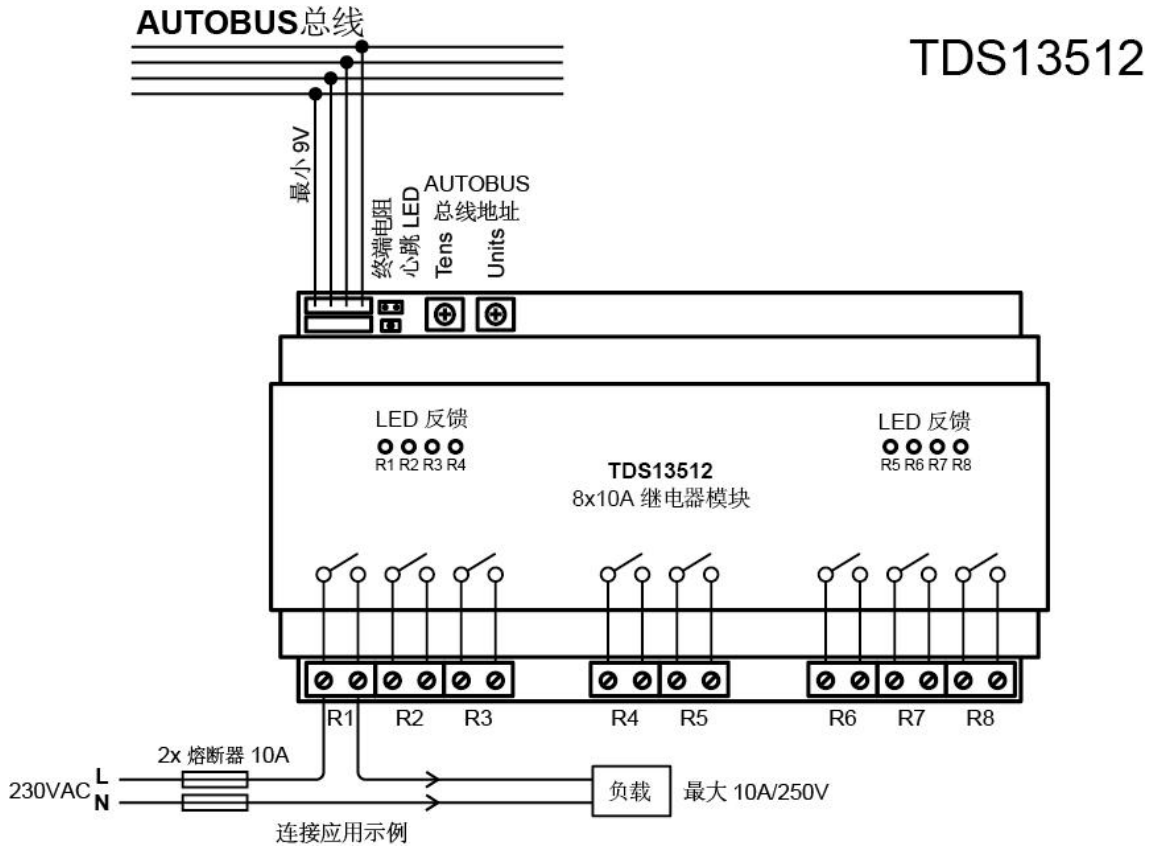 AUTOBUS总线
TDS13512
最小 9V
终端电阻
心跳 LED
AUTOBUS
总线地址
Tens
Units
LED 反馈
R1 R2 R3 R4
LED 反馈
R5 R6 R7 R8
TDS13512
8x10A 继电器模块
R1 R2 R3 R4 R5 R6 R7 R8
2x 熔断器 10A
230VAC L
N
负载
最大 10A/250V
连接应用示例